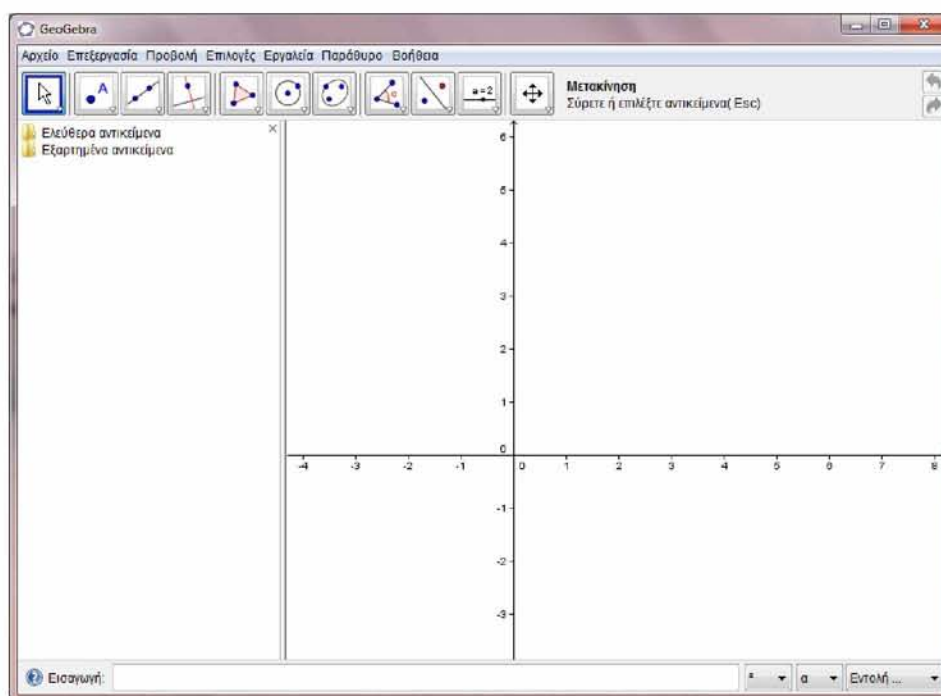 GeoGebra
Αρχείο Επεξεργασία Προβολή Επιλογές Εργαλεία Παράθυρο Βοήθεια
A
α
a=2
Μετακίνηση
Σύρετε ή επιλέξτε αντικείμενα( Esc)
Ελεύθερα αντικείμενα
Εξαρτημένα αντικείμενα
6
5
4
3
2
1
0
-4 -3 -2 -1 0 1 2 3 4 5 6 7 8
-1
-2
-3
Εισαγωγή:
² α Εντολή ...